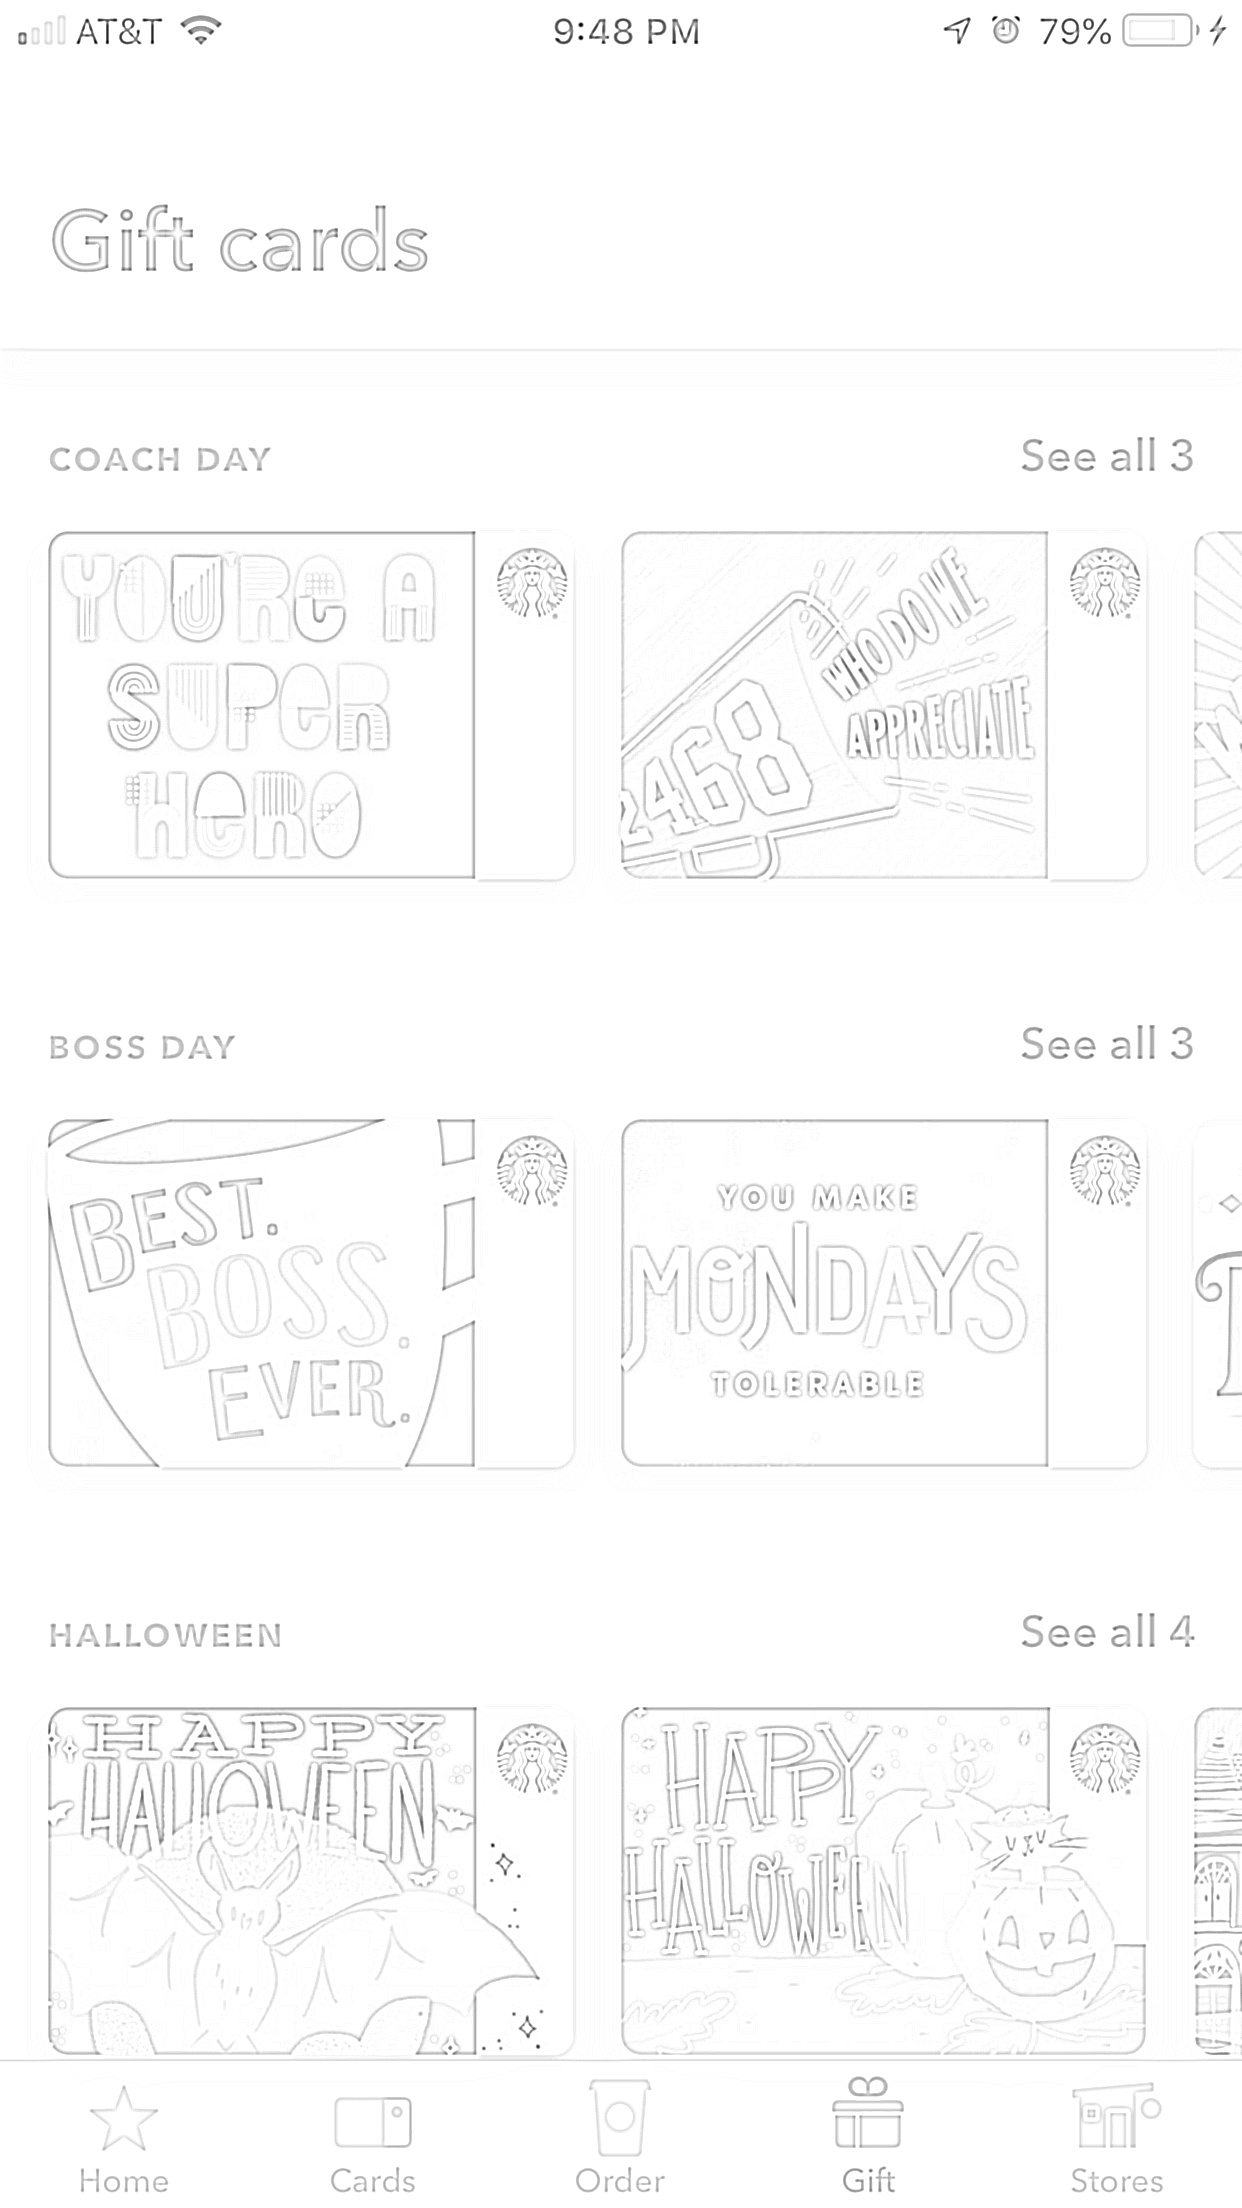 AT&T 9:48 PM 79%
Gift cards
COACH DAY See all 3
YOU'RE A
SUPER
HERO
2468
WHO DO WE
APPRECIATE
BOSS DAY See all 3
BEST.
BOSS.
EVER.
YOU MAKE
MONDAYS
TOLERABLE
HALLOWEEN See all 4
HAPPY
HALLOWEEN
HAPPY
HALLOWEEN
Home Cards Order Gift Stores